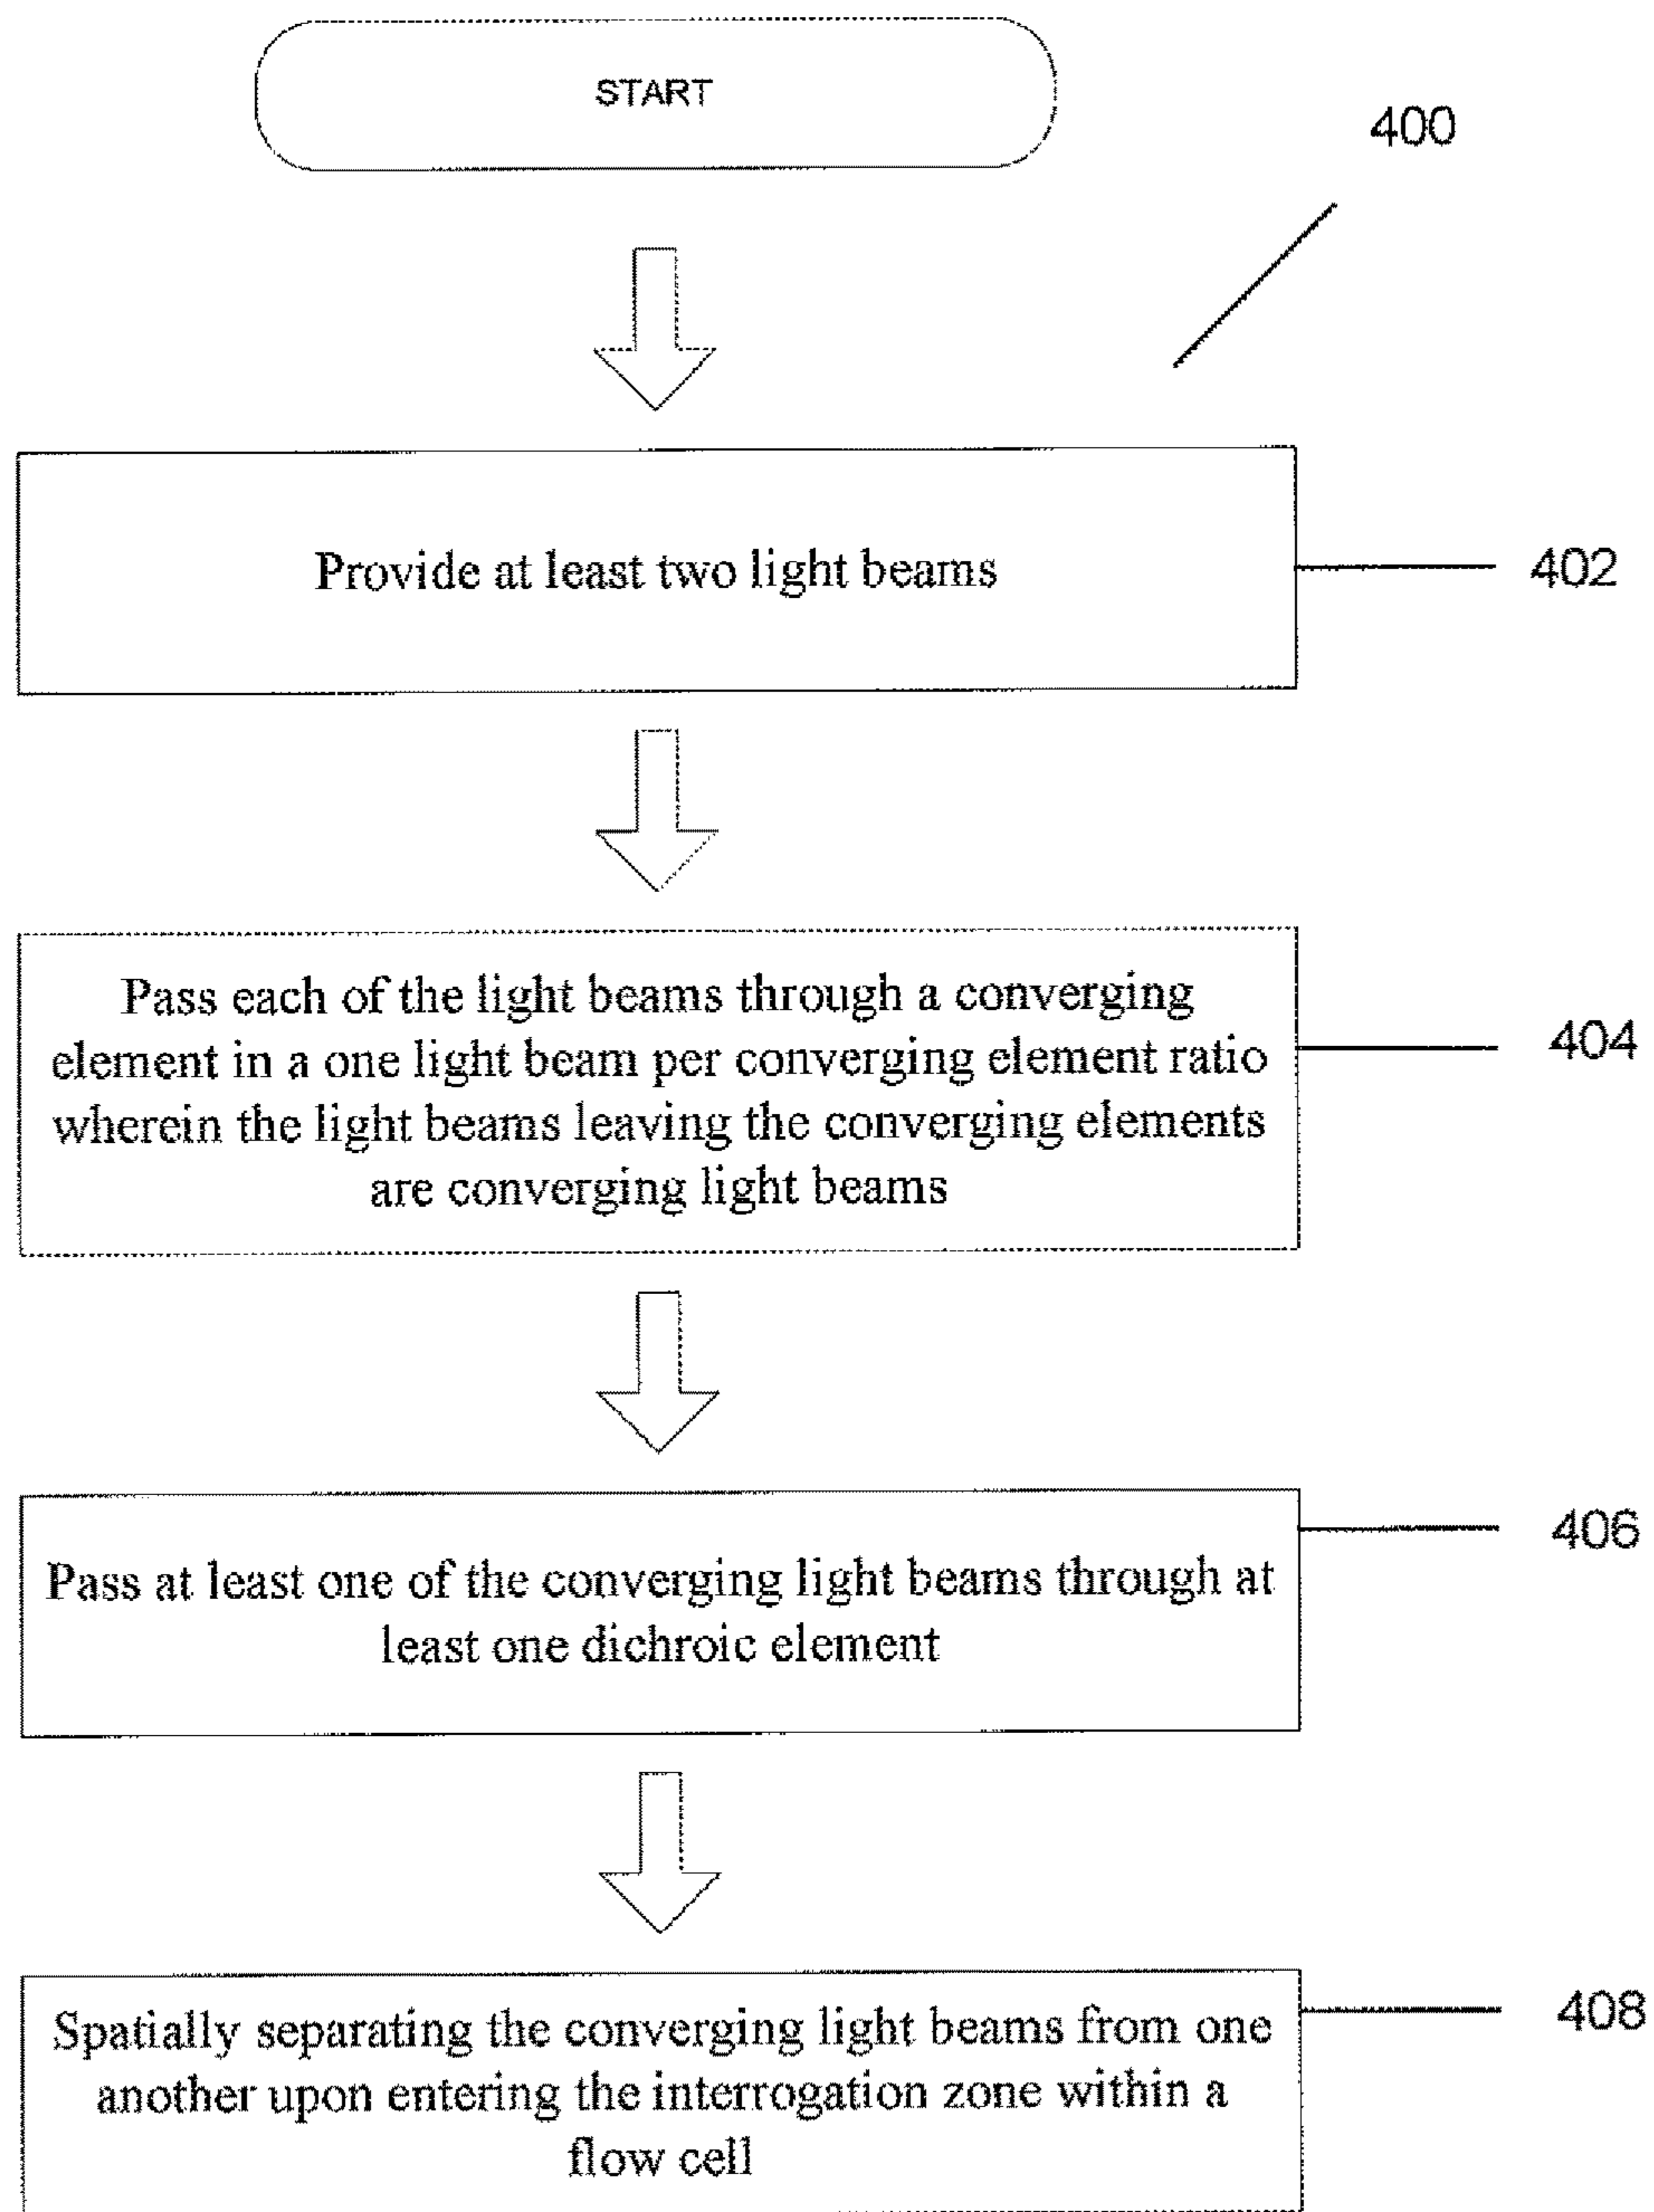 START
400
Provide at least two light beams
402
Pass each of the light beams through a converging
element in a one light beam per converging element ratio
wherein the light beams leaving the converging elements
are converging light beams
404
Pass at least one of the converging light beams through at
least one dichroic element
406
Spatially separating the converging light beams from one
another upon entering the interrogation zone within a
flow cell
408